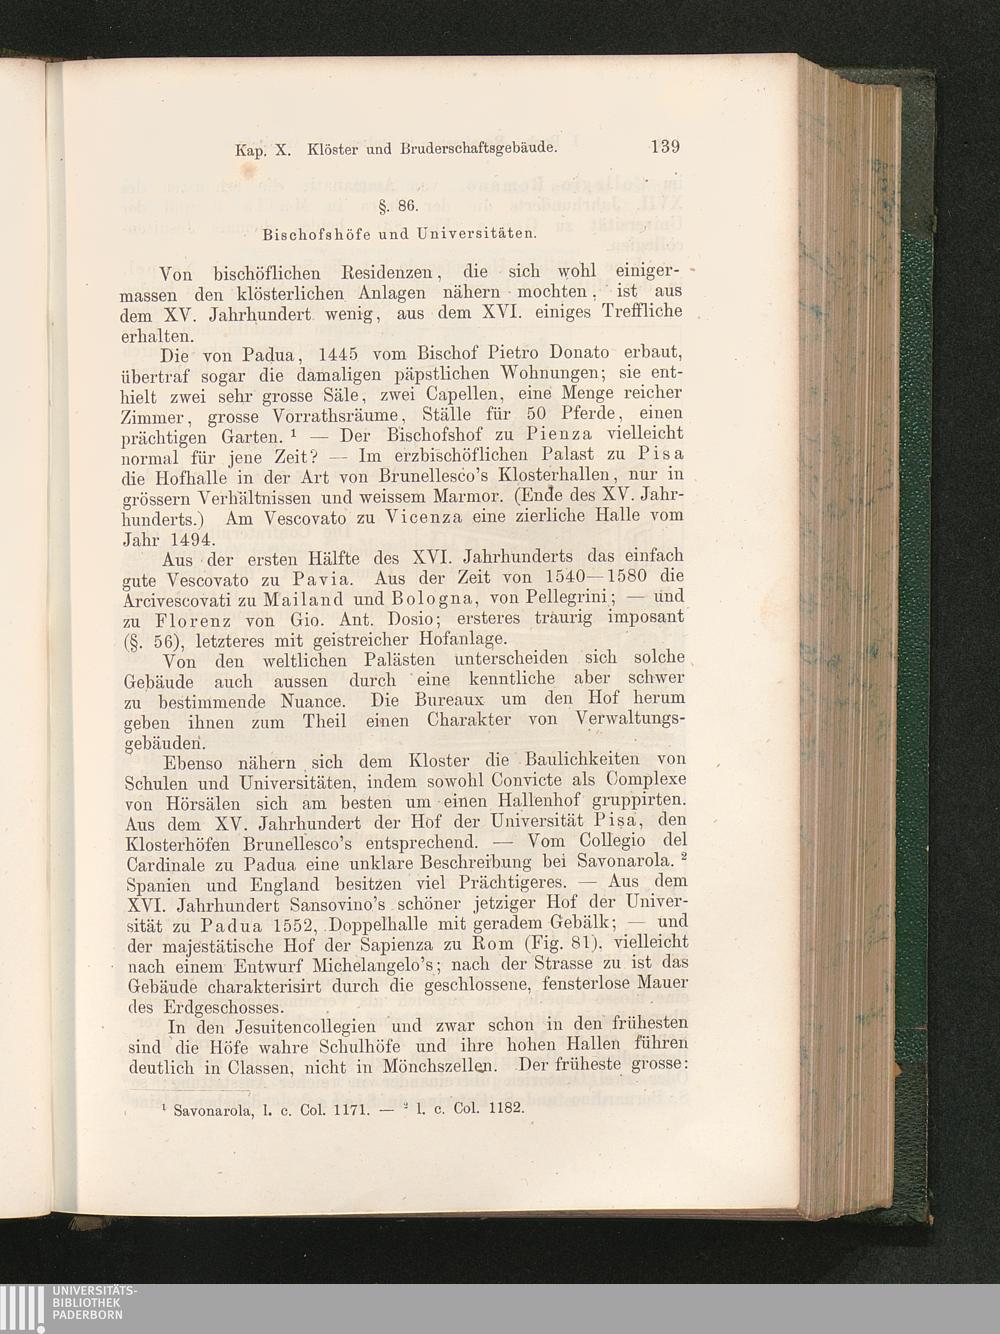 Kap. X. Klöster und Bruderschaftsgebäude. 139
§. 86.
Bischofshöfe und Universitäten.
Von bischöflichen Residenzen, die sich wohl einiger-
massen den klösterlichen Anlagen nähern mochten, ist aus
dem XV. Jahrhundert wenig, aus dem XVI. einiges Treffliche
erhalten.
Die von Padua, 1445 vom Bischof Pietro Donato erbaut,
übertraf sogar die damaligen päpstlichen Wohnungen; sie ent-
hielt zwei sehr grosse Säle, zwei Capellen, eine Menge reicher
Zimmer, grosse Vorrathsräume, Ställe für 50 Pferde, einen
prächtigen Garten. ¹ — Der Bischofshof zu Pienza vielleicht
normal für jene Zeit? — Im erzbischöflichen Palast zu Pisa
die Hofhalle in der Art von Brunellesco's Klosterhallen, nur in
grössern Verhältnissen und weissem Marmor. (Ende des XV. Jahr-
hunderts.) Am Vescovato zu Vicenza eine zierliche Halle vom
Jahr 1494.
Aus der ersten Hälfte des XVI. Jahrhunderts das einfach
gute Vescovato zu Pavia. Aus der Zeit von 1540—1580 die
Arcivescovati zu Mailand und Bologna, von Pellegrini; — und
zu Florenz von Gio. Ant. Dosio; ersteres traurig imposant
(§. 56), letzteres mit geistreicher Hofanlage.
Von den weltlichen Palästen unterscheiden sich solche
Gebäude auch aussen durch eine kenntliche aber schwer
zu bestimmende Nuance. Die Bureaux um den Hof herum
geben ihnen zum Theil einen Charakter von Verwaltungs-
gebäuden.
Ebenso nähern sich dem Kloster die Baulichkeiten von
Schulen und Universitäten, indem sowohl Convicte als Complexe
von Hörsälen sich am besten um einen Hallenhof gruppirten.
Aus dem XV. Jahrhundert der Hof der Universität Pisa, den
Klosterhöfen Brunellesco's entsprechend. — Vom Collegio del
Cardinale zu Padua eine unklare Beschreibung bei Savonarola. ²
Spanien und England besitzen viel Prächtigeres. — Aus dem
XVI. Jahrhundert Sansovino's schöner jetziger Hof der Univer-
sität zu Padua 1552, Doppelhalle mit geradem Gebälk; — und
der majestätische Hof der Sapienza zu Rom (Fig. 81). vielleicht
nach einem Entwurf Michelangelo's; nach der Strasse zu ist das
Gebäude charakterisirt durch die geschlossene, fensterlose Mauer
des Erdgeschosses.
In den Jesuitencollegien und zwar schon in den frühesten
sind die Höfe wahre Schulhöfe und ihre hohen Hallen führen
deutlich in Classen, nicht in Mönchszellen. Der früheste grosse:
¹ Savonarola, l. c. Col. 1171. — ² l. c. Col. 1182.
UNIVERSITÄTS-
BIBLIOTHEK
PADERBORN